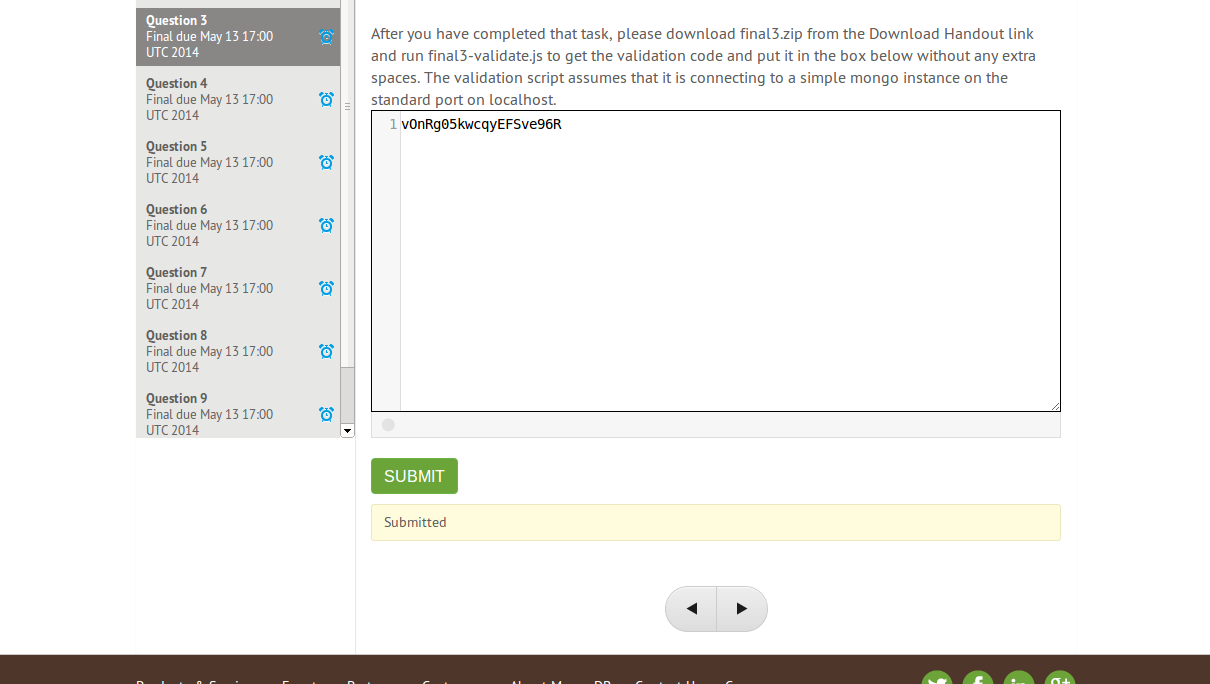 Question 3
Final due May 13 17:00
UTC 2014
Question 4
Final due May 13 17:00
UTC 2014
Question 5
Final due May 13 17:00
UTC 2014
Question 6
Final due May 13 17:00
UTC 2014
Question 7
Final due May 13 17:00
UTC 2014
Question 8
Final due May 13 17:00
UTC 2014
Question 9
Final due May 13 17:00
UTC 2014
After you have completed that task, please download final3.zip from the Download Handout link
and run final3-validate.js to get the validation code and put it in the box below without any extra
spaces. The validation script assumes that it is connecting to a simple mongo instance on the
standard port on localhost.
1 vOnRg05kwcqyEFSve96R
SUBMIT
Submitted